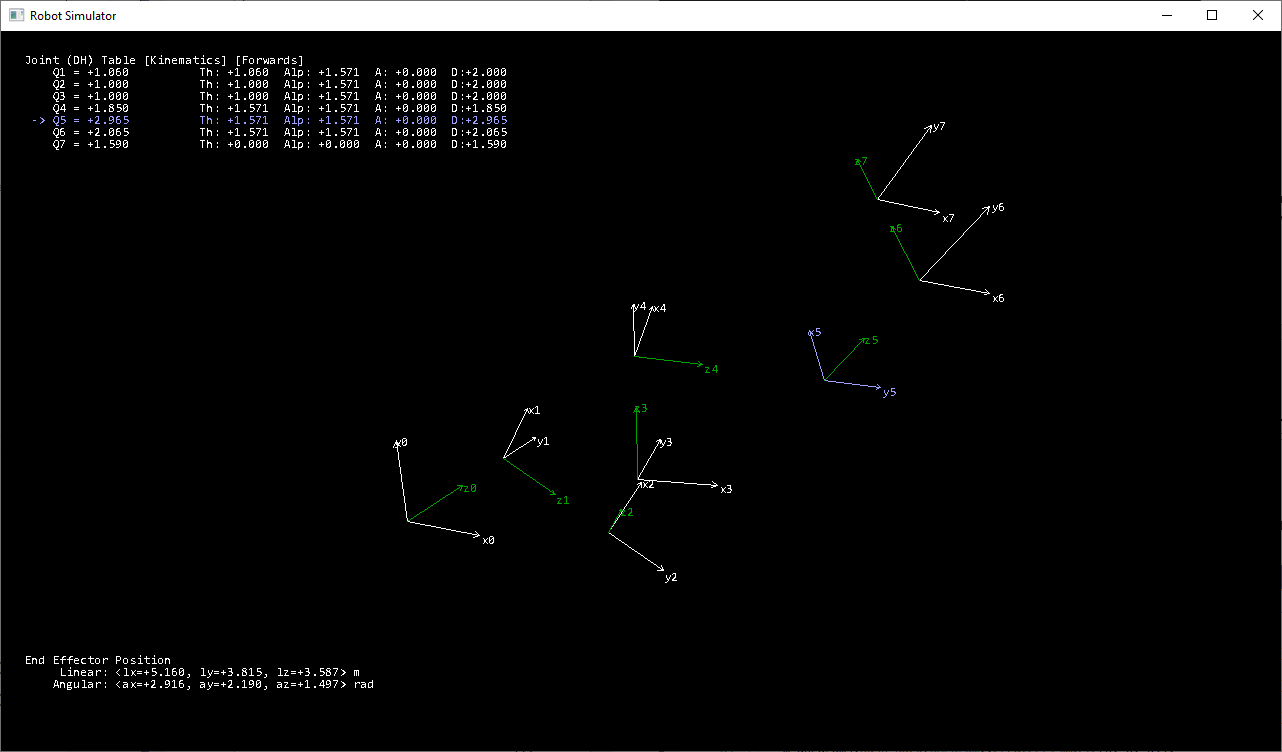 Robot Simulator
Joint (DH) Table [Kinematics] [Forwards]
Q1 = +1.060 Th: +1.060 Alp: +1.571 A: +0.000 D:+2.000
Q2 = +1.000 Th: +1.000 Alp: +1.571 A: +0.000 D:+2.000
Q3 = +1.000 Th: +1.000 Alp: +1.571 A: +0.000 D:+2.000
Q4 = +1.850 Th: +1.571 Alp: +1.571 A: +0.000 D:+1.850
-> Q5 = +2.965 Th: +1.571 Alp: +1.571 A: +0.000 D:+2.965
Q6 = +2.065 Th: +1.571 Alp: +1.571 A: +0.000 D:+2.065
Q7 = +1.590 Th: +0.000 Alp: +0.000 A: +0.000 D:+1.590
y7
z7
x7
y6
z6
x6
y4 x4
x5
z5
z4
y5
z3
x1
y1
y3
y0
x2
x3
z0
z1
z2
x0
y2
End Effector Position
Linear: <lx=+5.160, ly=+3.815, lz=+3.587> m
Angular: <ax=+2.916, ay=+2.190, az=+1.497> rad